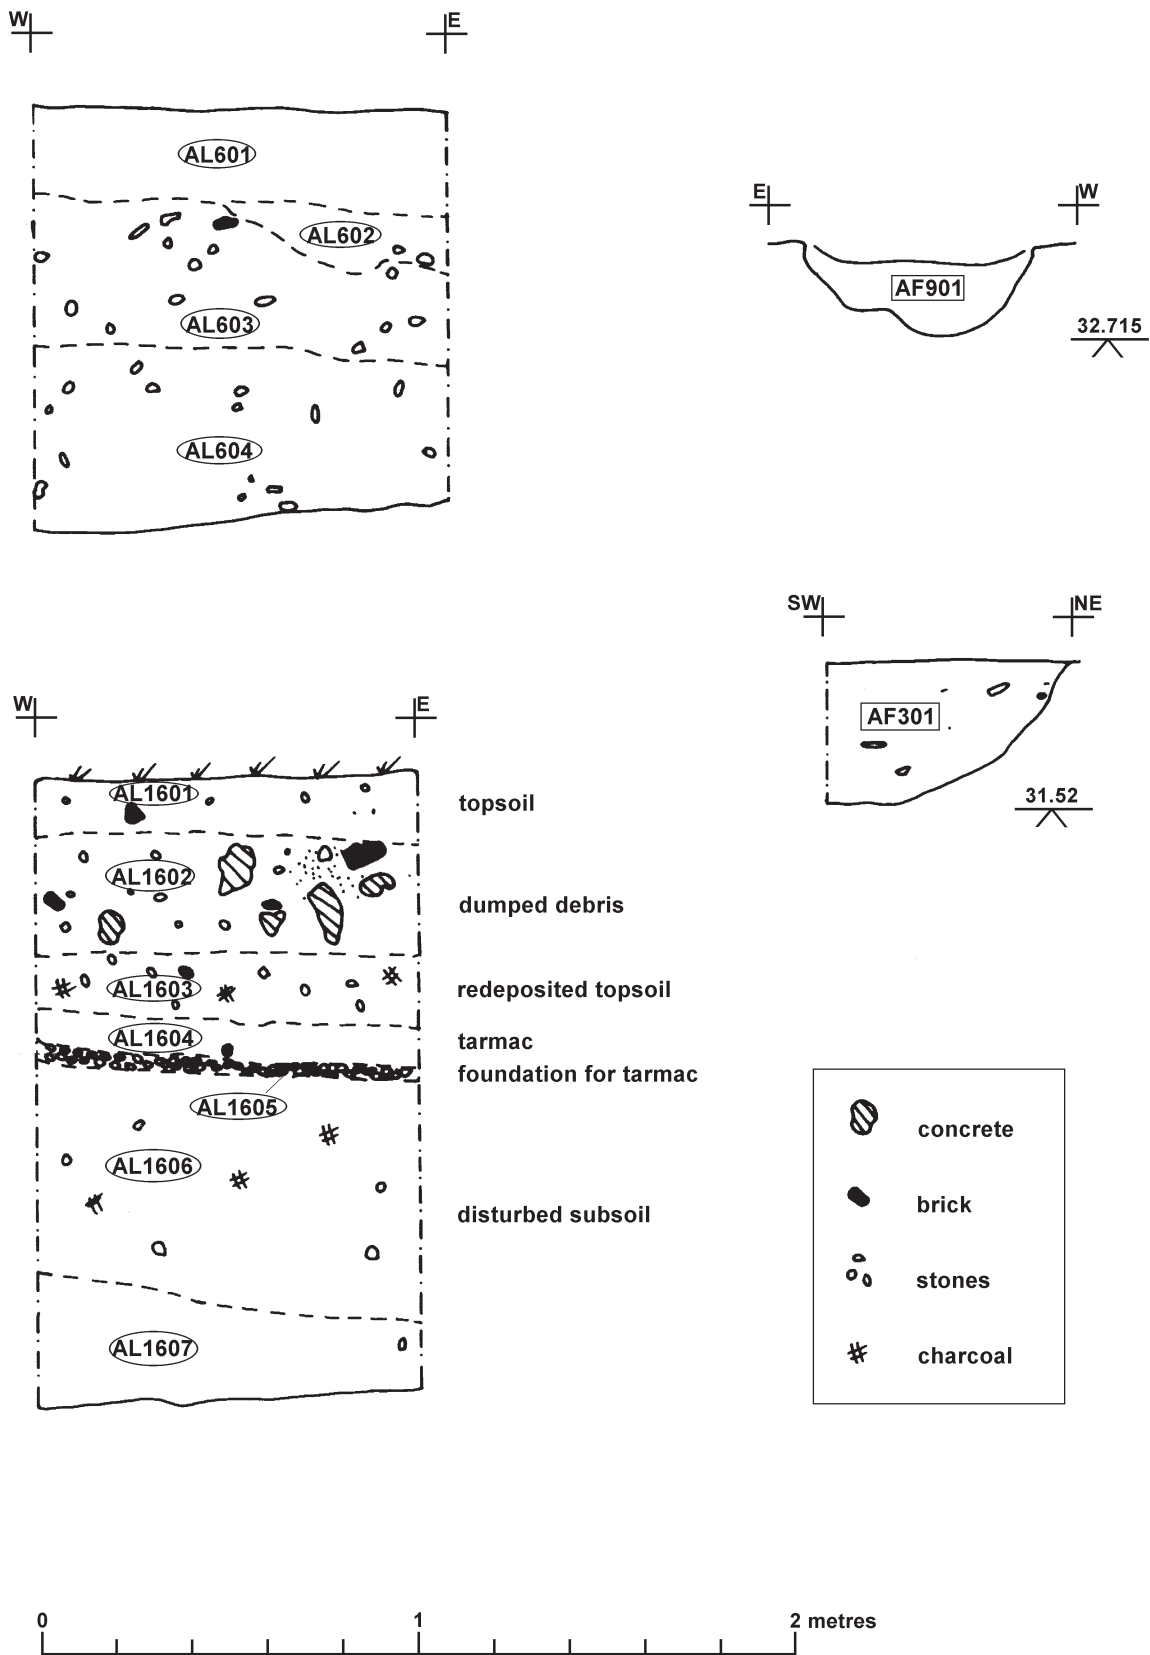 W E
AL601
AL602
AL603
AL604
E W
AF901
32.715
SW NE
AF301
31.52
W E
AL1601
topsoil
AL1602
dumped debris
AL1603
redeposited topsoil
AL1604
tarmac
foundation for tarmac
AL1605
AL1606
disturbed subsoil
AL1607
concrete
brick
stones
charcoal
0 1 2 metres